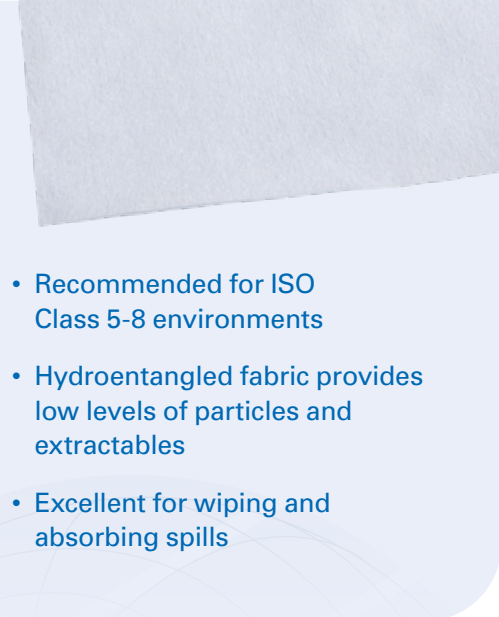 • Recommended for ISO
Class 5-8 environments
• Hydroentangled fabric provides
low levels of particles and
extractables
• Excellent for wiping and
absorbing spills